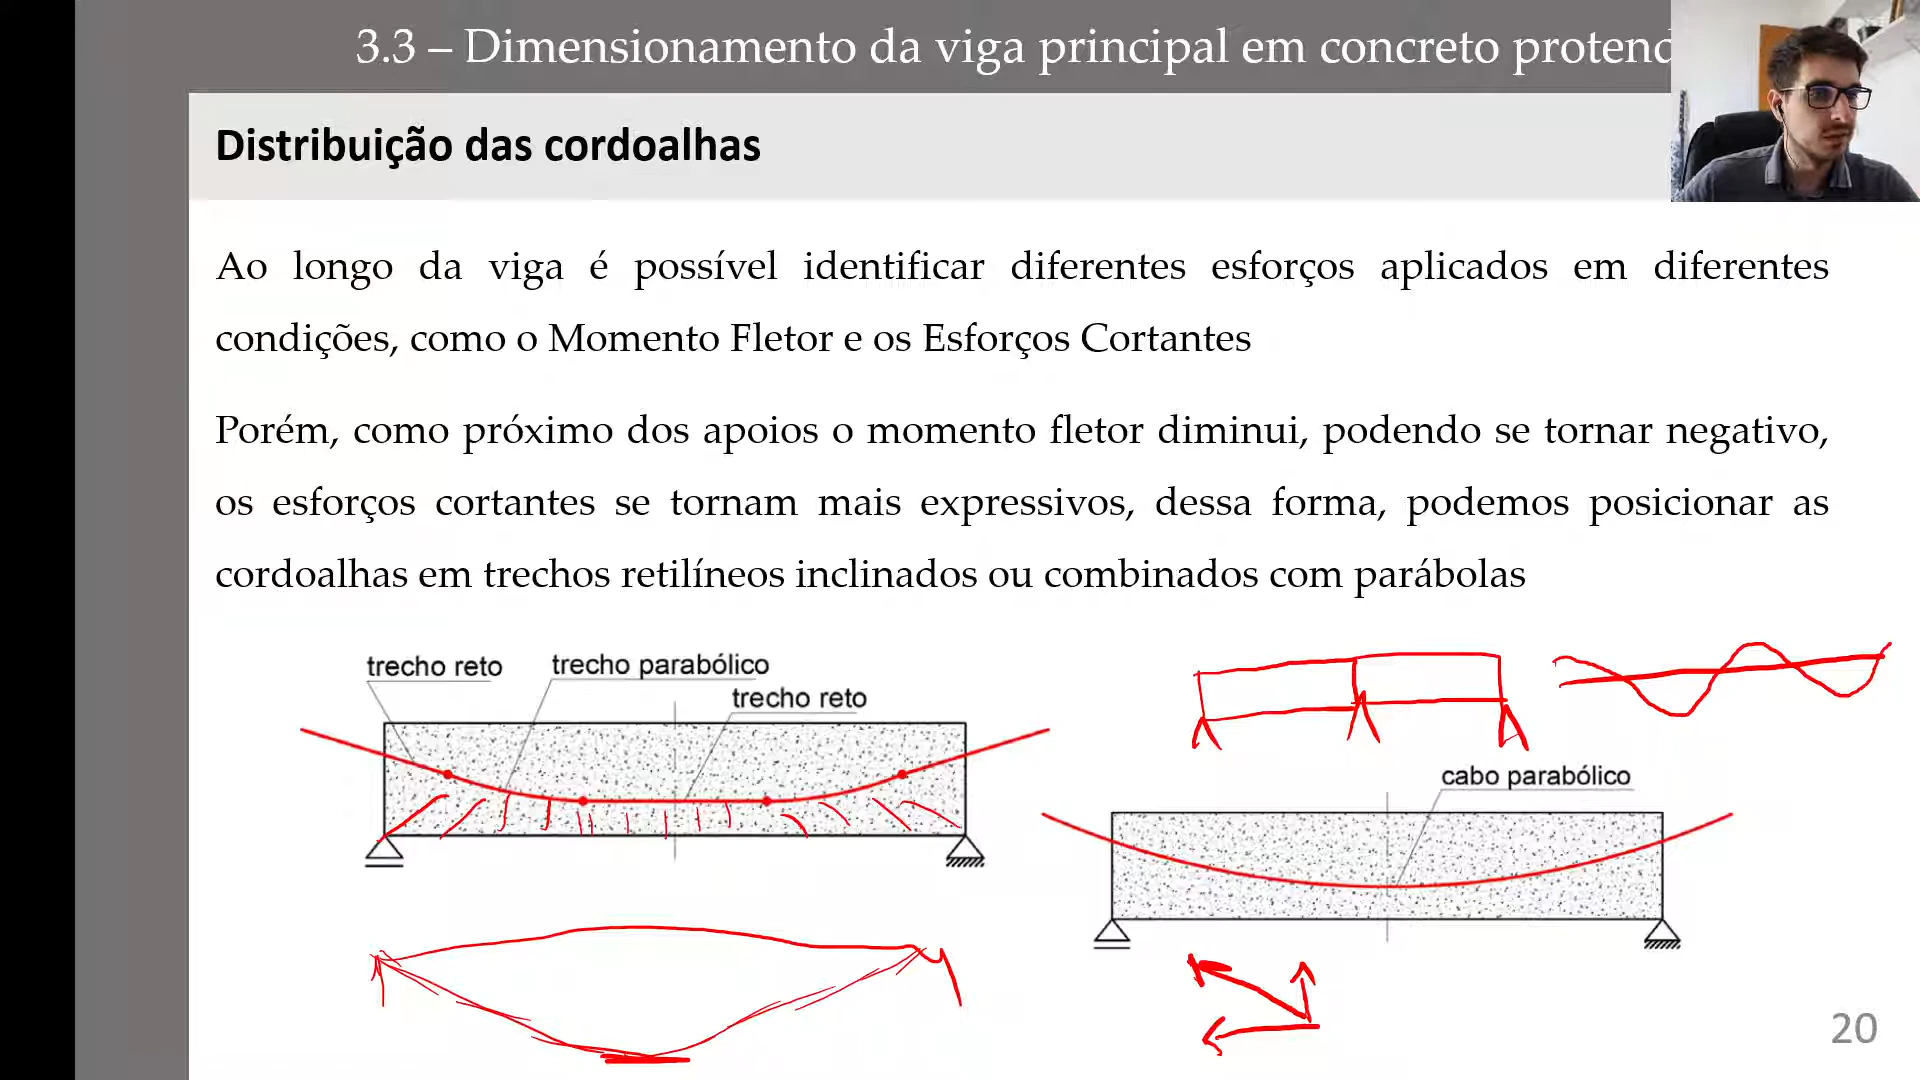 3.3 – Dimensionamento da viga principal em concreto protend
Distribuição das cordoalhas
Ao longo da viga é possível identificar diferentes esforços aplicados em diferentes
condições, como o Momento Fletor e os Esforços Cortantes
Porém, como próximo dos apoios o momento fletor diminui, podendo se tornar negativo,
os esforços cortantes se tornam mais expressivos, dessa forma, podemos posicionar as
cordoalhas em trechos retilíneos inclinados ou combinados com parábolas
trecho reto
trecho parabólico
trecho reto
cabo parabólico
20